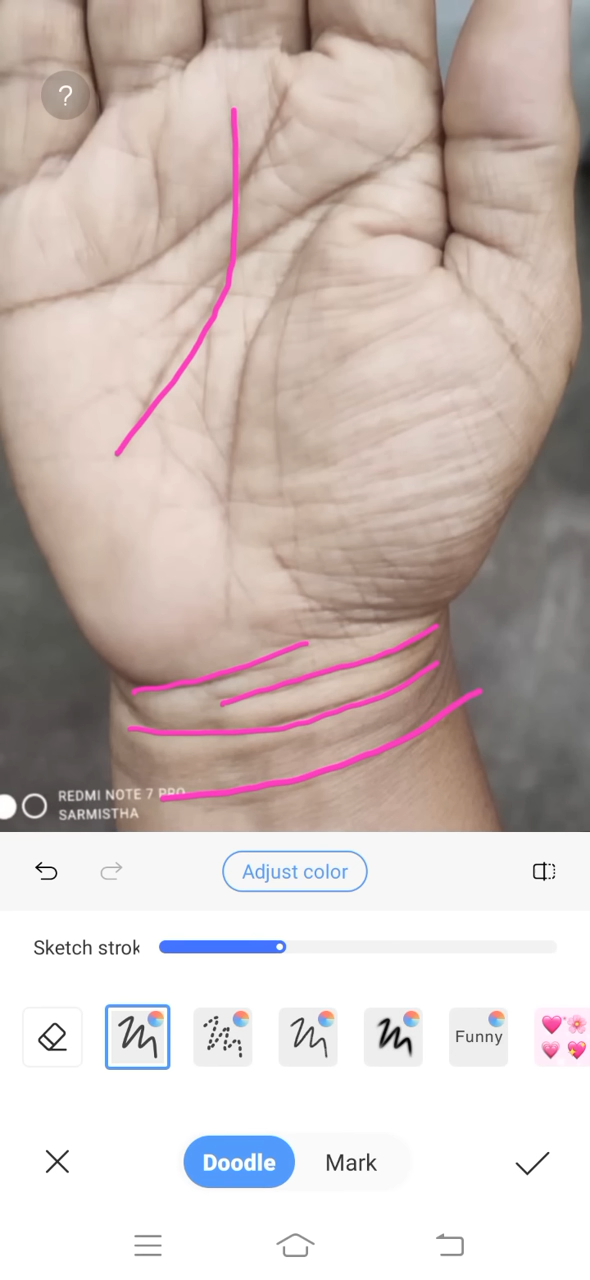 ?
REDMI NOTE 7 PRO
SARMISTHA
Adjust color
Sketch strok
Funny
Doodle
Mark